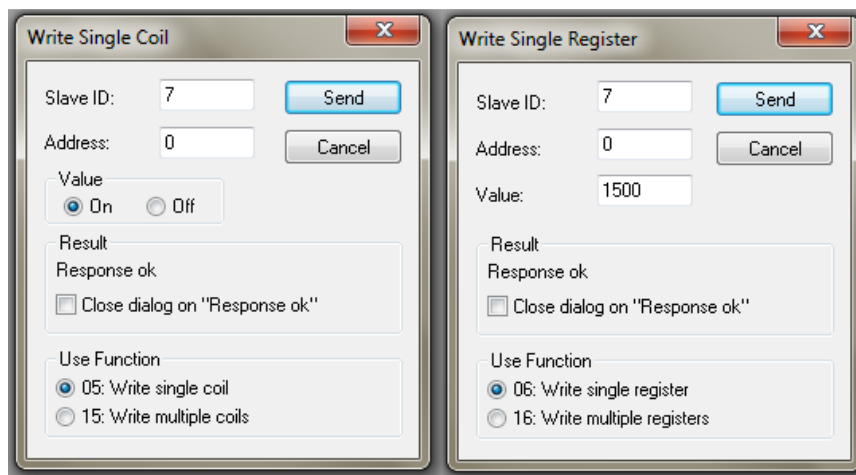 Write Single Coil
Slave ID: 7 Send
Address: 0 Cancel
Value
On Off
Result
Response ok
Close dialog on "Response ok"
Use Function
05: Write single coil
15: Write multiple coils
Write Single Register
Slave ID: 7 Send
Address: 0 Cancel
Value: 1500
Result
Response ok
Close dialog on "Response ok"
Use Function
06: Write single register
16: Write multiple registers